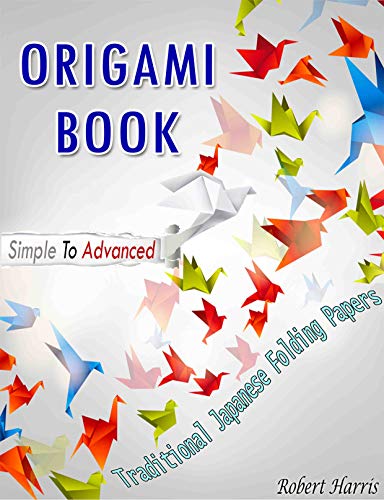 ORIGAMI
BOOK
Simple To Advanced
Traditional Japanese Folding Papers
Robert Harris